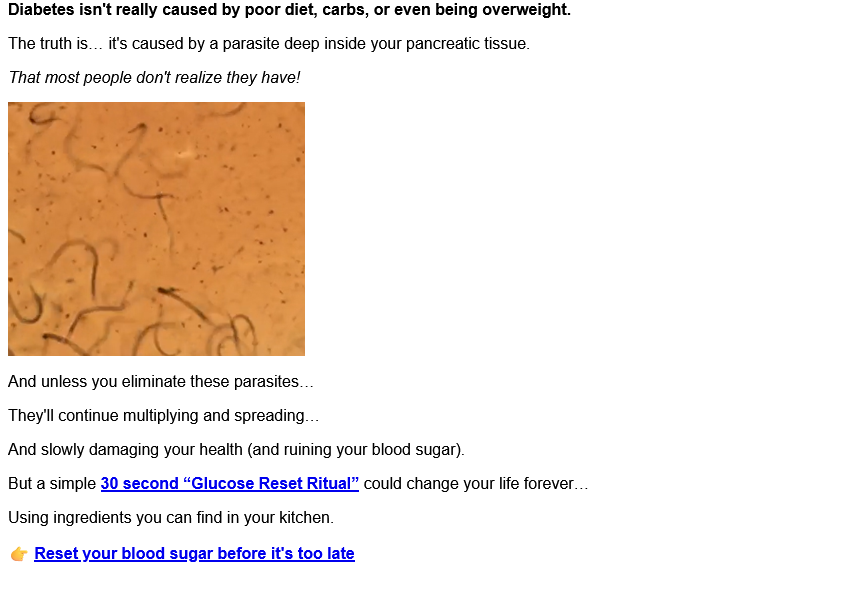 Diabetes isn't really caused by poor diet, carbs, or even being overweight.
The truth is… it's caused by a parasite deep inside your pancreatic tissue.
That most people don't realize they have!
And unless you eliminate these parasites…
They'll continue multiplying and spreading…
And slowly damaging your health (and ruining your blood sugar).
But a simple 30 second “Glucose Reset Ritual” could change your life forever…
Using ingredients you can find in your kitchen.
👉 Reset your blood sugar before it's too late